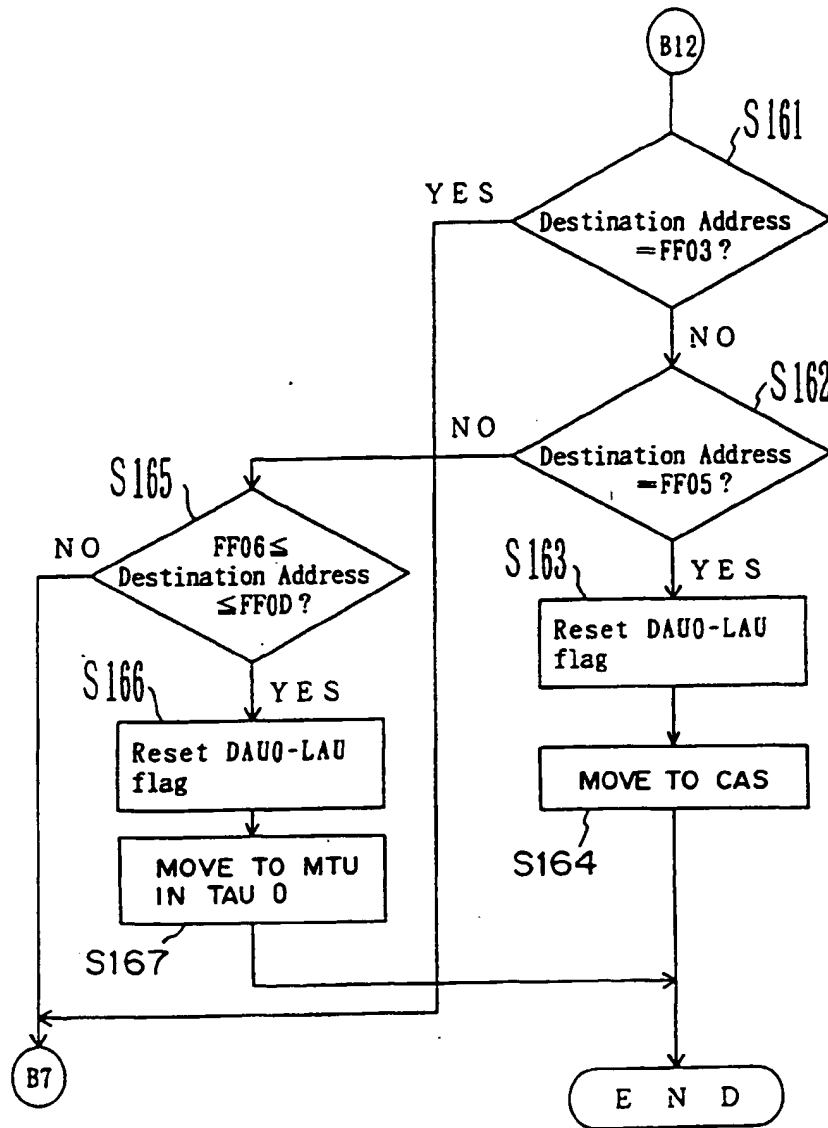 B12
S161
YES
Destination Address
=FF03?
NO
S162
NO
Destination Address
=FF05?
S165
NO
FF06≦
Destination Address
≦FF0D?
S163
YES
Reset DAU0-LAU
flag
S166
YES
Reset DAU0-LAU
flag
MOVE TO CAS
S164
MOVE TO MTU
IN TAU 0
S167
B7
END